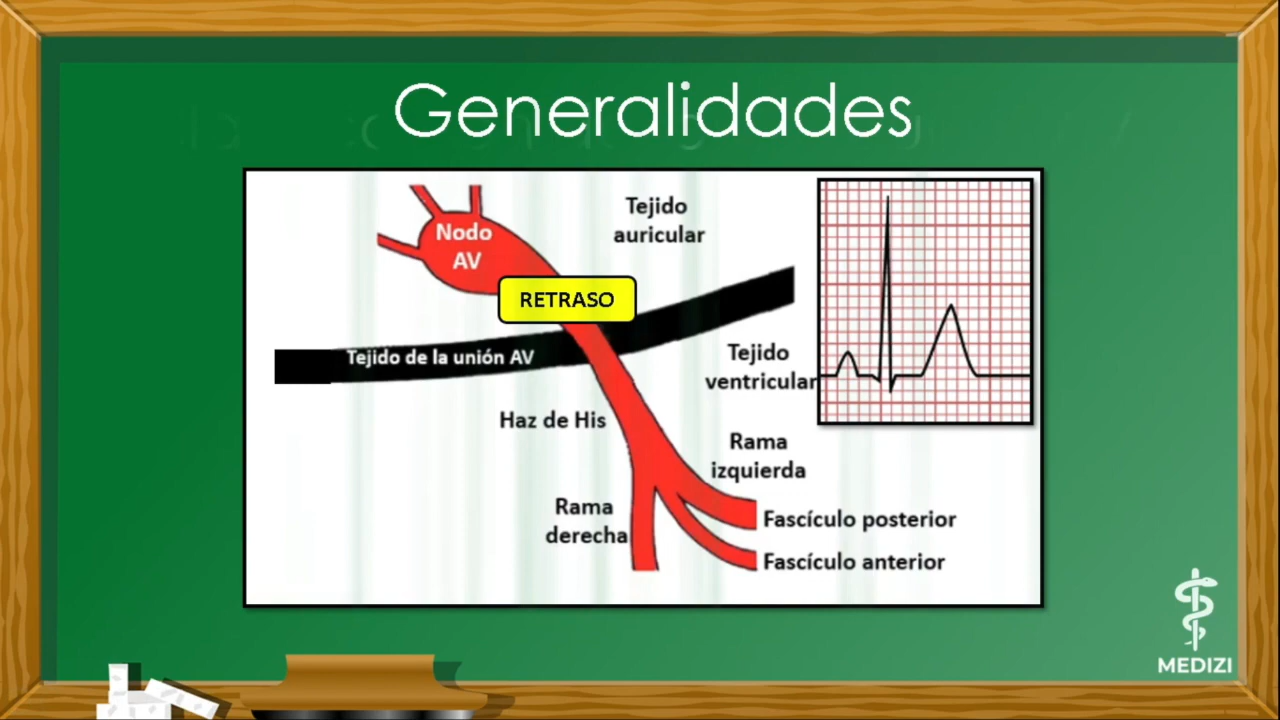 Generalidades
Nodo
AV
Tejido
auricular
RETRASO
Tejido de la unión AV
Tejido
ventricular
Haz de His
Rama
izquierda
Rama
derecha
Fascículo posterior
Fascículo anterior
MEDIZI